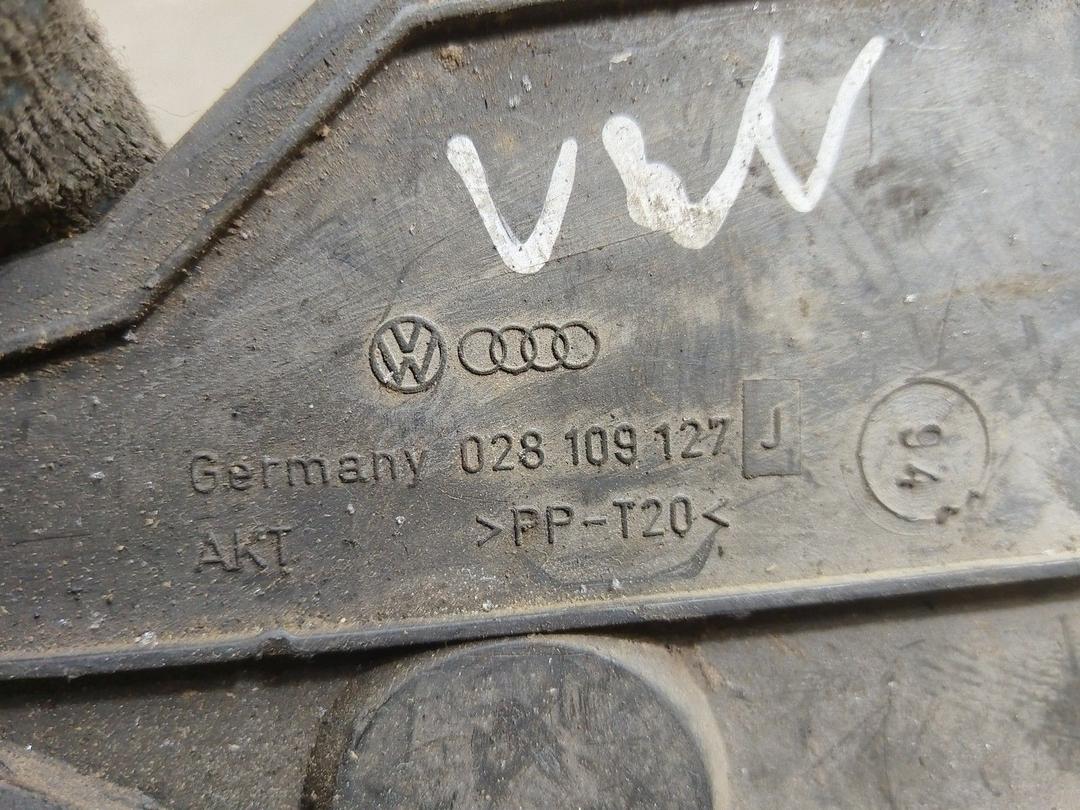 VW
Germany 028 109 127 J
AKT >PP-T20<
94